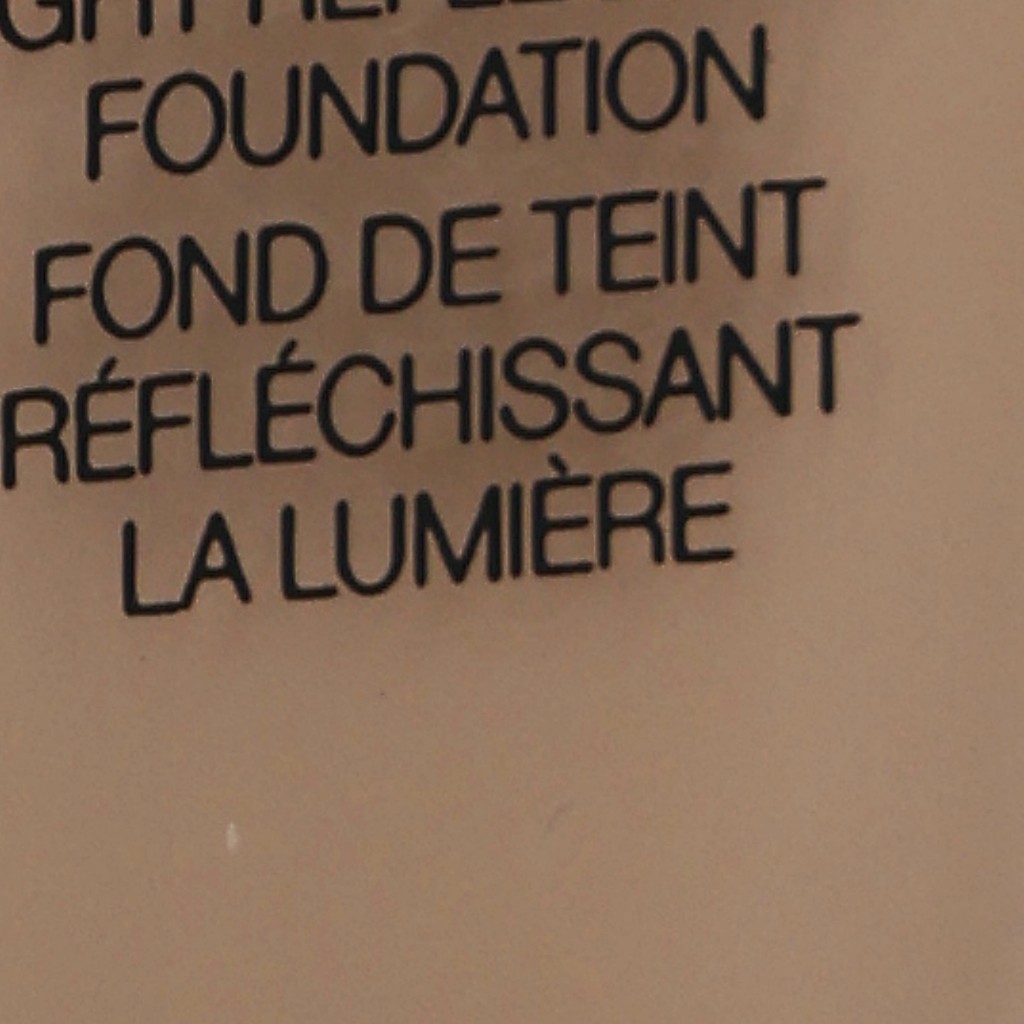 FOUNDATION
FOND DE TEINT
RÉFLÉCHISSANT
LA LUMIÈRE